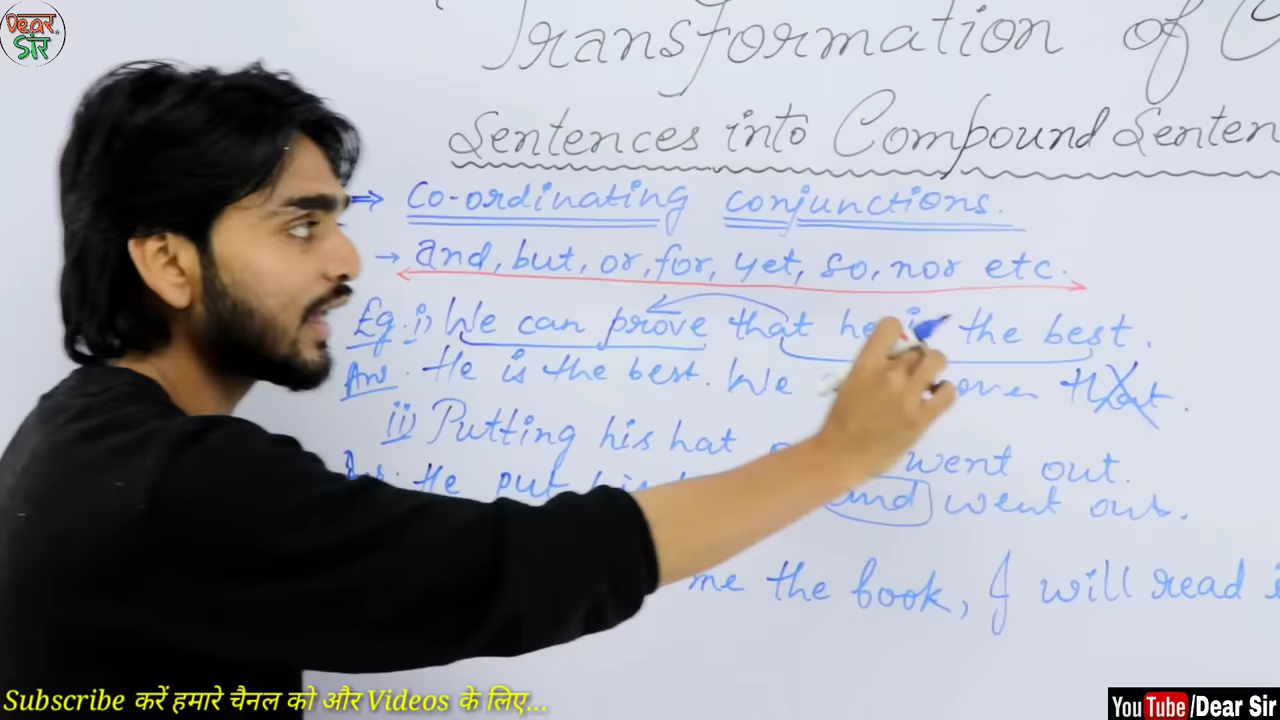 Dear Sir
Transformation of
Sentences into Compound Senten
⇒ Co-ordinating conjunctions.
→ and, but, or, for, yet, so, nor etc.
Eg. i) We can prove that he the best.
Ans. He is the best. We that.
ii) Putting his hat went out.
He put and went out.
me the book, I will read
Subscribe करें हमारे चैनल को और Videos के लिए...
YouTube /Dear Sir